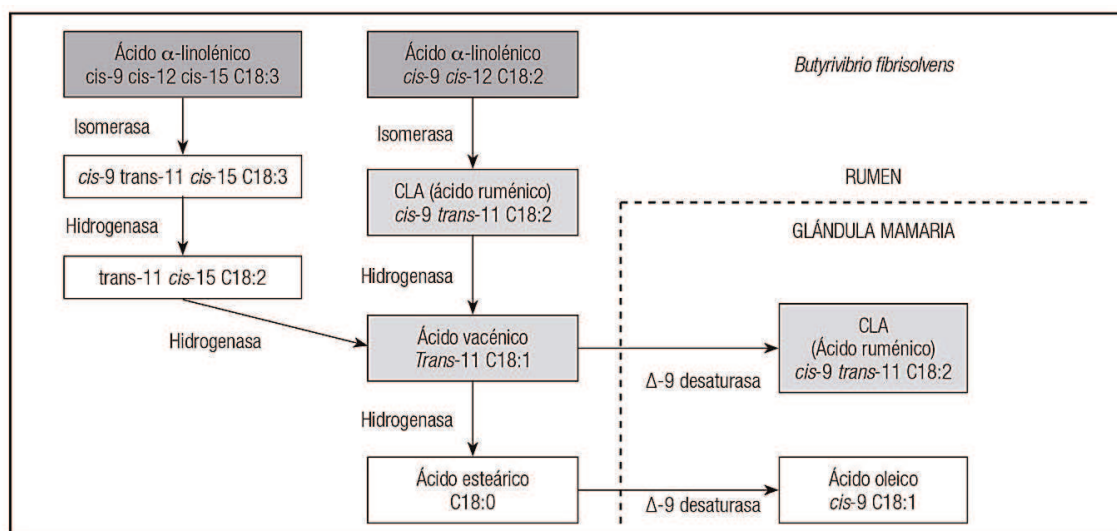 Ácido α-linolénico
cis-9 cis-12 cis-15 C18:3
Isomerasa
cis-9 trans-11 cis-15 C18:3
Hidrogenasa
trans-11 cis-15 C18:2
Hidrogenasa
Ácido α-linolénico
cis-9 cis-12 C18:2
Isomerasa
CLA (ácido ruménico)
cis-9 trans-11 C18:2
Hidrogenasa
Ácido vacénico
Trans-11 C18:1
Hidrogenasa
Ácido esteárico
C18:0
Butyrivibrio fibrisolvens
RUMEN
GLÁNDULA MAMARIA
CLA
(Ácido ruménico)
cis-9 trans-11 C18:2
Δ-9 desaturasa
Ácido oleico
cis-9 C18:1
Δ-9 desaturasa